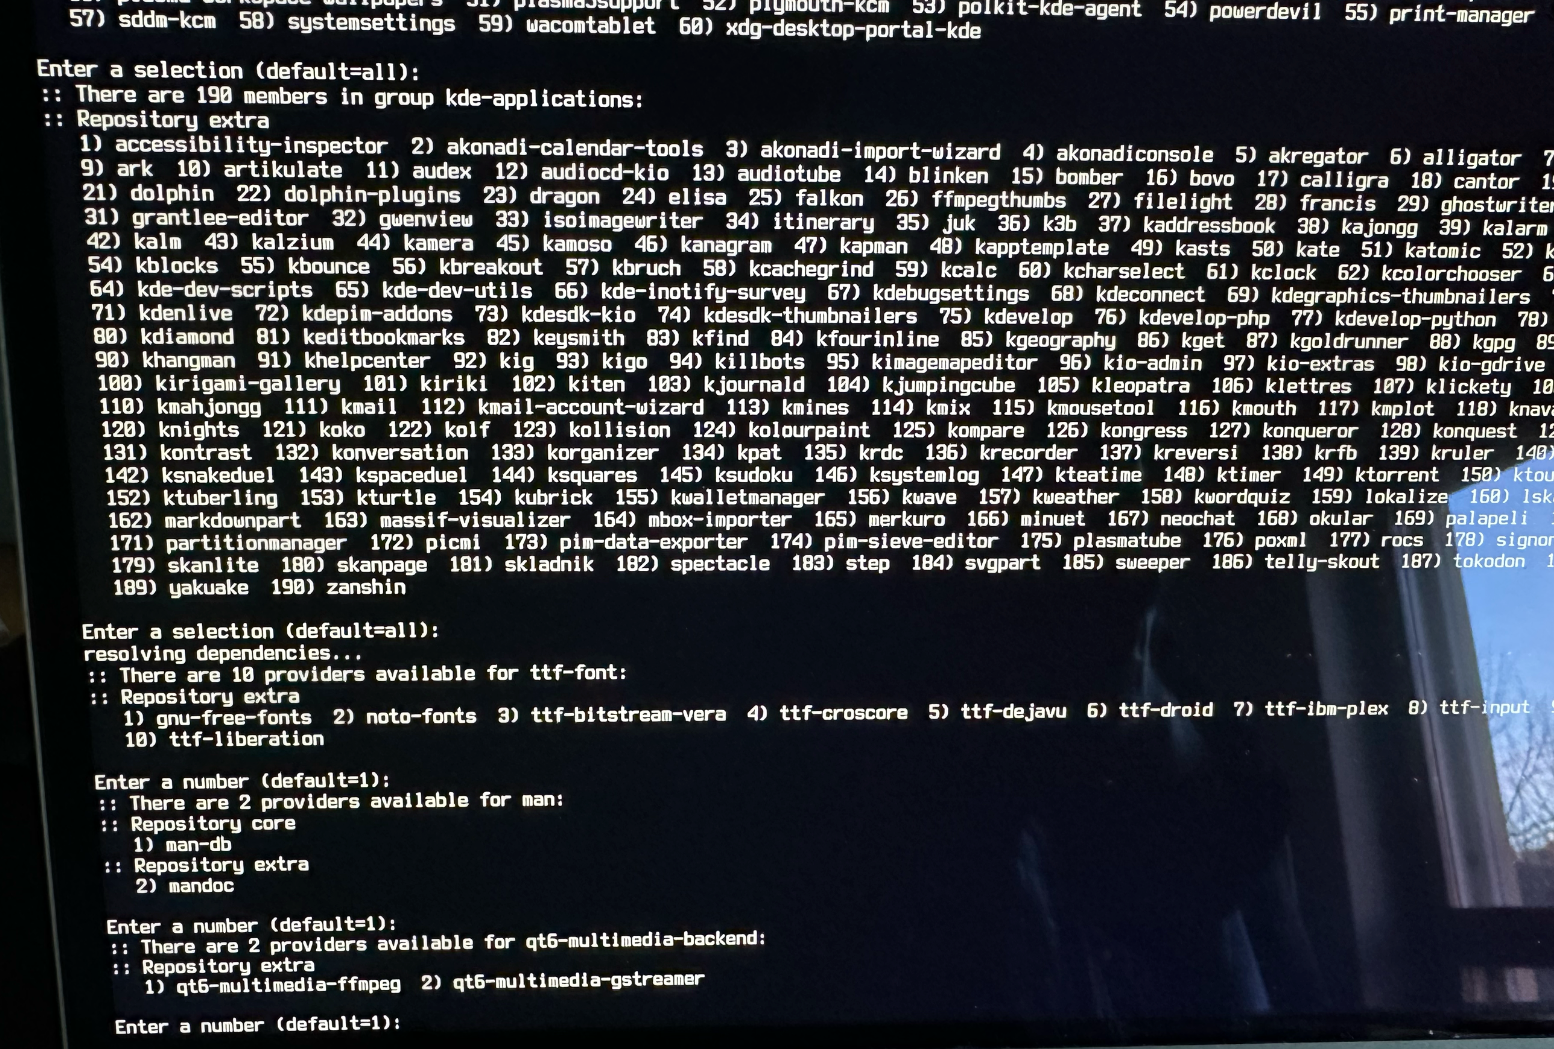 plasma5support 52) plymouth-kcm 53) polkit-kde-agent 54) powerdevil 55) print-manager
57) sddm-kcm 58) systemsettings 59) wacomtablet 60) xdg-desktop-portal-kde
Enter a selection (default=all):
:: There are 190 members in group kde-applications:
:: Repository extra
1) accessibility-inspector 2) akonadi-calendar-tools 3) akonadi-import-wizard 4) akonadiconsole 5) akregator 6) alligator
9) ark 10) artikulate 11) audex 12) audiocd-kio 13) audiotube 14) blinken 15) bomber 16) bovo 17) calligra 18) cantor
21) dolphin 22) dolphin-plugins 23) dragon 24) elisa 25) falkon 26) ffmpegthumbs 27) filelight 28) francis 29) ghostwriter
31) grantlee-editor 32) gwenview 33) isoimagewriter 34) itinerary 35) juk 36) k3b 37) kaddressbook 38) kajongg 39) kalarm
42) kalm 43) kalzium 44) kamera 45) kamoso 46) kanagram 47) kapman 48) kapptemplate 49) kasts 50) kate 51) katomic 52)
54) kblocks 55) kbounce 56) kbreakout 57) kbruch 58) kcachegrind 59) kcalc 60) kcharselect 61) kclock 62) kcolorchooser
64) kde-dev-scripts 65) kde-dev-utils 66) kde-inotify-survey 67) kdebugsettings 68) kdeconnect 69) kdegraphics-thumbnailers
71) kdenlive 72) kdepim-addons 73) kdesdk-kio 74) kdesdk-thumbnailers 75) kdevelop 76) kdevelop-php 77) kdevelop-python 78)
80) kdiamond 81) keditbookmarks 82) keysmith 83) kfind 84) kfourinline 85) kgeography 86) kget 87) kgoldrunner 88) kgpg 89
90) khangman 91) khelpcenter 92) kig 93) kigo 94) killbots 95) kimagemapeditor 96) kio-admin 97) kio-extras 98) kio-gdrive
100) kirigami-gallery 101) kiriki 102) kiten 103) kjournald 104) kjumpingcube 105) kleopatra 106) klettres 107) klickety
110) kmahjongg 111) kmail 112) kmail-account-wizard 113) kmines 114) kmix 115) kmousetool 116) kmouth 117) kmplot 118)
120) knights 121) koko 122) kolf 123) kollision 124) kolourpaint 125) kompare 126) kongress 127) konqueror 128) konquest
131) kontrast 132) konversation 133) korganizer 134) kpat 135) krdc 136) krecorder 137) kreversi 138) krfb 139) kruler 140)
142) ksnakeduel 143) kspaceduel 144) ksquares 145) ksudoku 146) ksystemlog 147) kteatime 148) ktimer 149) ktorrent 150)
152) ktuberling 153) kturtle 154) kubrick 155) kwalletmanager 156) kwave 157) kweather 158) kwordquiz 159) lokalize 160)
162) markdownpart 163) massif-visualizer 164) mbox-importer 165) merkuro 166) minuet 167) neochat 168) okular 169) palapeli
171) partitionmanager 172) picmi 173) pim-data-exporter 174) pim-sieve-editor 175) plasmatube 176) poxml 177) rocs 178)
179) skanlite 180) skanpage 181) skladnik 182) spectacle 183) step 184) svgpart 185) sweeper 186) telly-skout 187) tokodon
189) yakuake 190) zanshin
Enter a selection (default=all):
resolving dependencies...
:: There are 10 providers available for ttf-font:
:: Repository extra
1) gnu-free-fonts 2) noto-fonts 3) ttf-bitstream-vera 4) ttf-croscore 5) ttf-dejavu 6) ttf-droid 7) ttf-ibm-plex 8) ttf-input
10) ttf-liberation
Enter a number (default=1):
:: There are 2 providers available for man:
:: Repository core
1) man-db
:: Repository extra
2) mandoc
Enter a number (default=1):
:: There are 2 providers available for qt6-multimedia-backend:
:: Repository extra
1) qt6-multimedia-ffmpeg 2) qt6-multimedia-gstreamer
Enter a number (default=1):